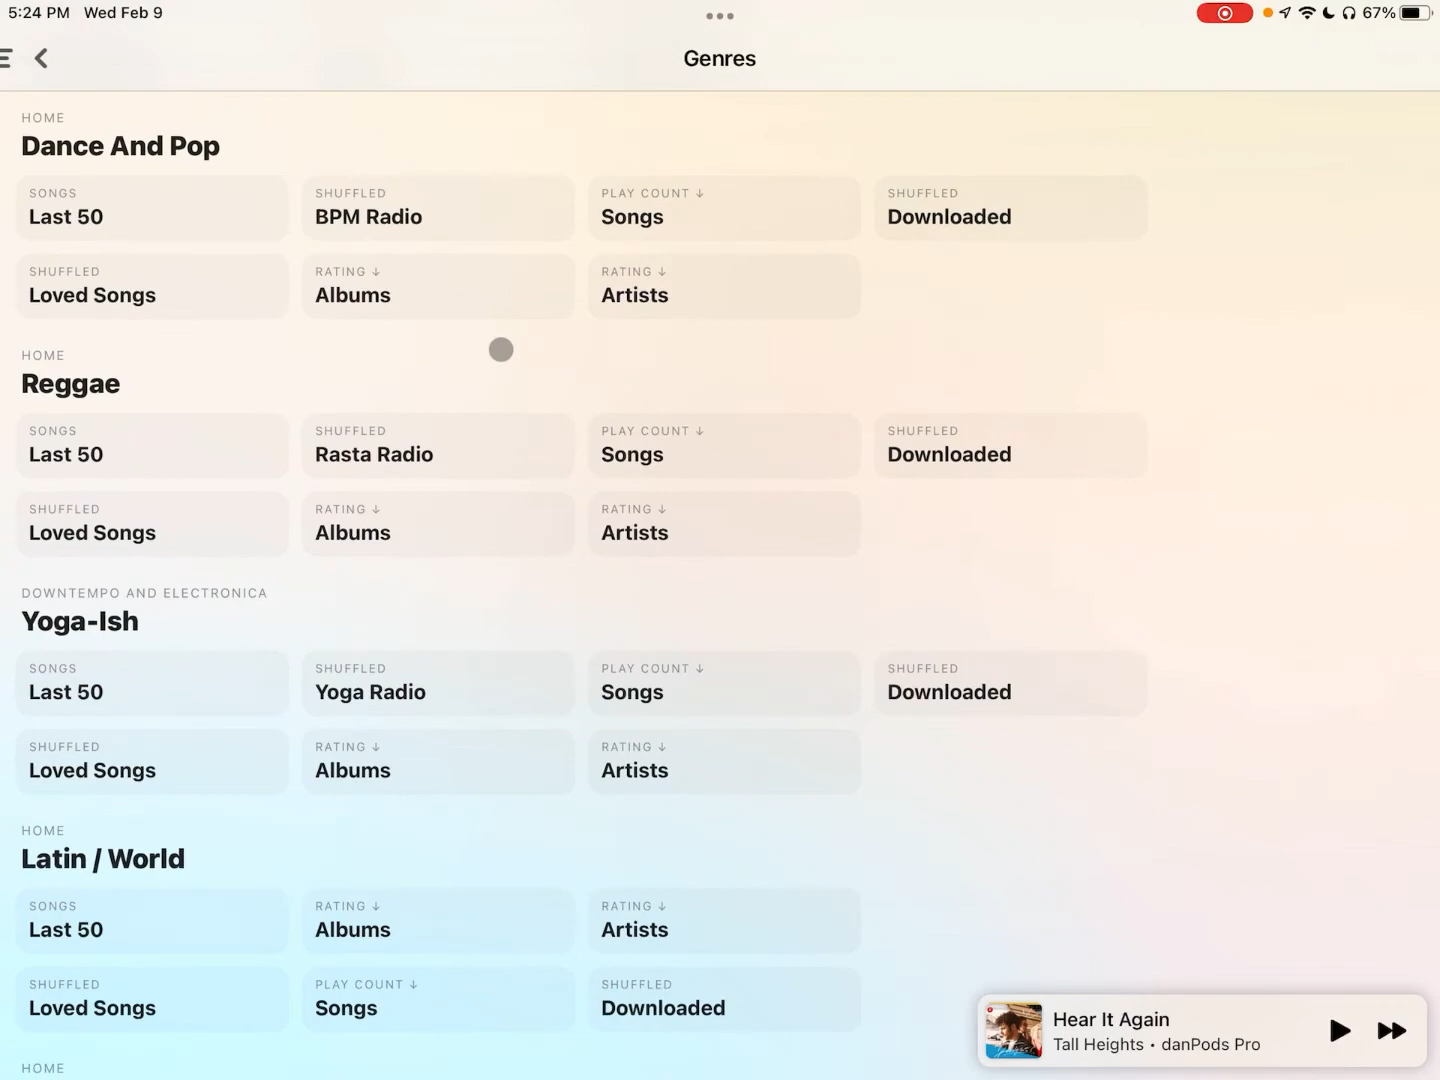 5:24 PM Wed Feb 9
67%
Genres
HOME
Dance And Pop
SONGS
Last 50
SHUFFLED
BPM Radio
PLAY COUNT ↓
Songs
SHUFFLED
Downloaded
SHUFFLED
Loved Songs
RATING ↓
Albums
RATING ↓
Artists
HOME
Reggae
SONGS
Last 50
SHUFFLED
Rasta Radio
PLAY COUNT ↓
Songs
SHUFFLED
Downloaded
SHUFFLED
Loved Songs
RATING ↓
Albums
RATING ↓
Artists
DOWNTEMPO AND ELECTRONICA
Yoga-Ish
SONGS
Last 50
SHUFFLED
Yoga Radio
PLAY COUNT ↓
Songs
SHUFFLED
Downloaded
SHUFFLED
Loved Songs
RATING ↓
Albums
RATING ↓
Artists
HOME
Latin / World
SONGS
Last 50
RATING ↓
Albums
RATING ↓
Artists
SHUFFLED
Loved Songs
PLAY COUNT ↓
Songs
SHUFFLED
Downloaded
HOME
Hear It Again
Tall Heights • danPods Pro